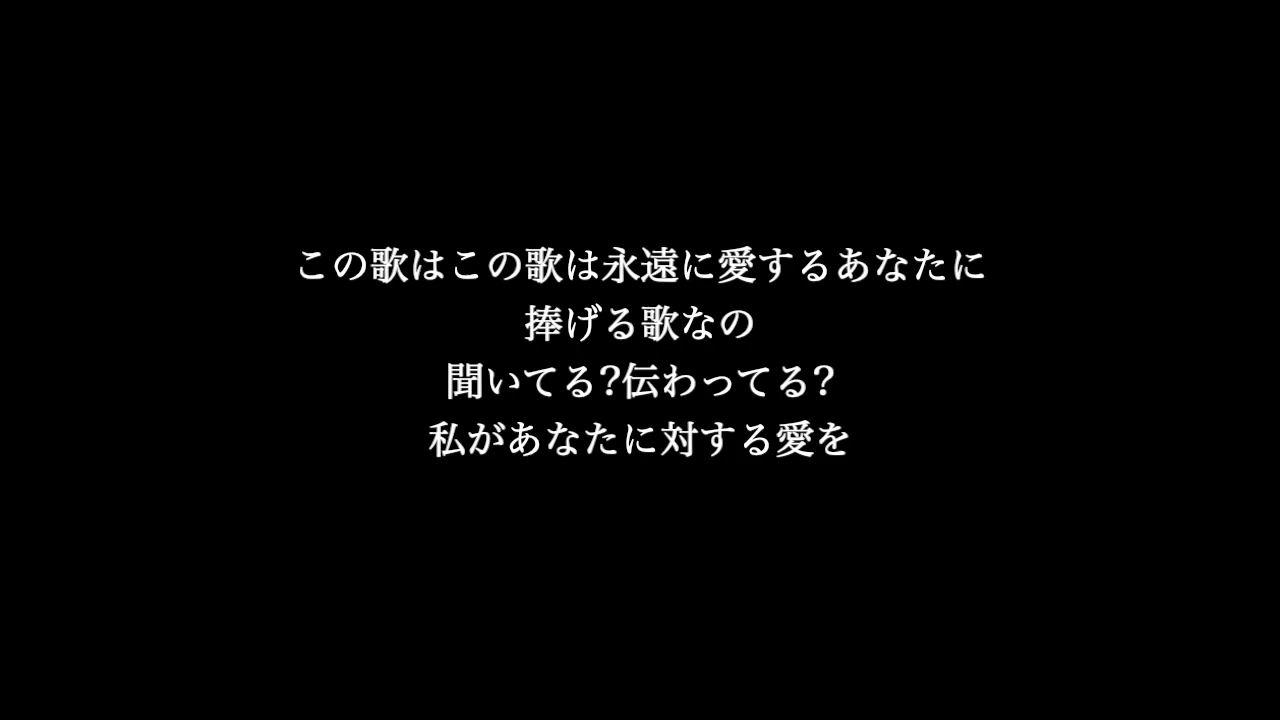 この歌はこの歌は永遠に愛するあなたに
捧げる歌なの
聞いてる?伝わってる?
私があなたに対する愛を